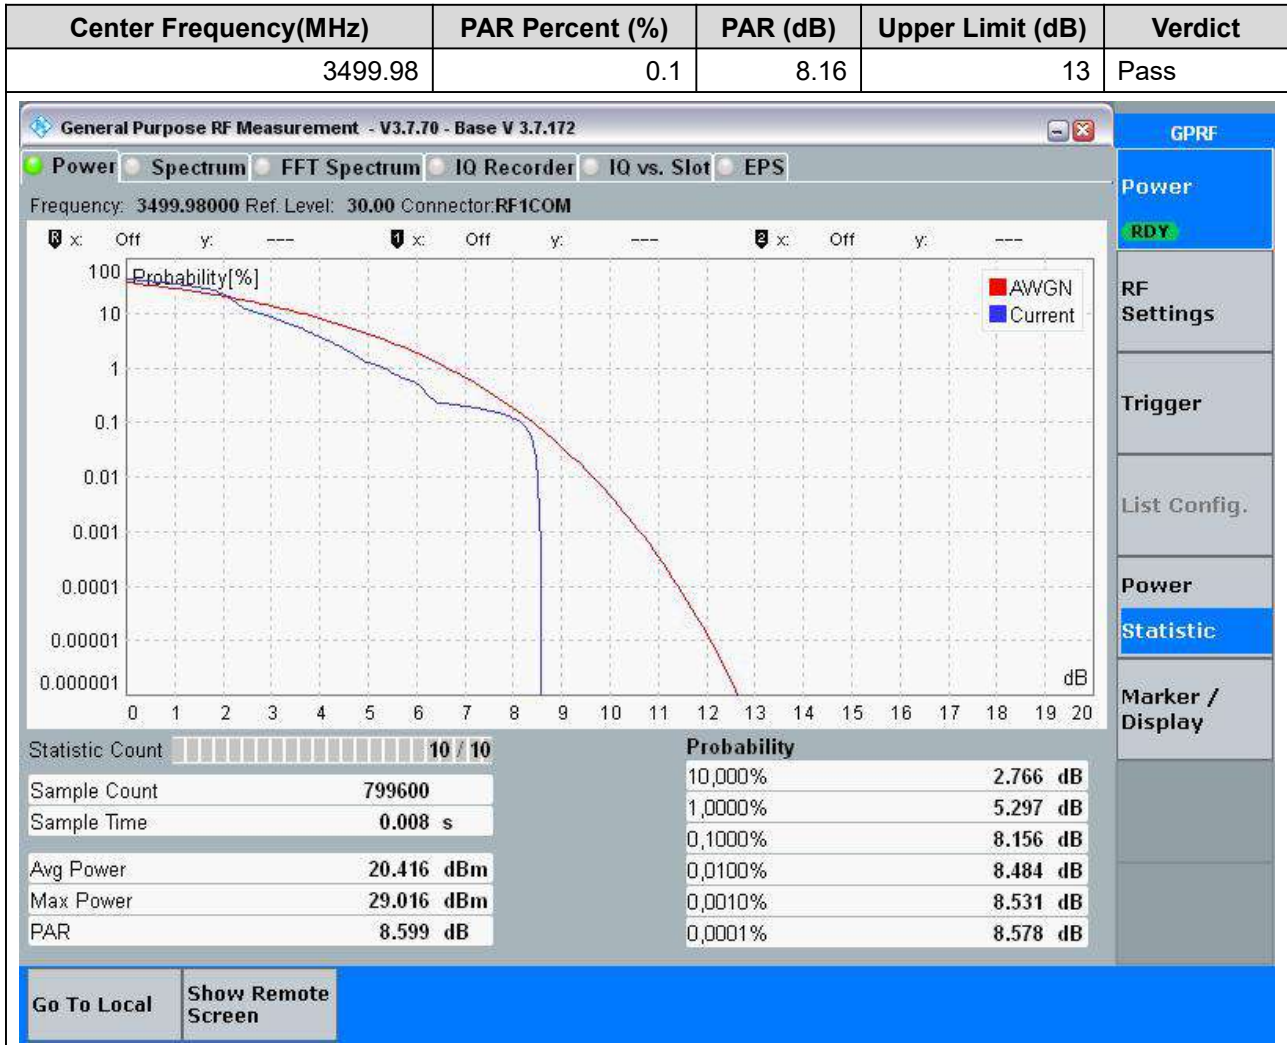 Center Frequency(MHz) PAR Percent (%) PAR (dB) Upper Limit (dB) Verdict
3499.98 0.1 8.16 13 Pass
General Purpose RF Measurement - V3.7.70 - Base V 3.7.172
GPRF
Power Spectrum FFT Spectrum IQ Recorder IQ vs. Slot EPS
Frequency: 3499.98000 Ref. Level: 30.00 Connector:RF1COM
R x: Off y: --- 1 x: Off y: --- 2 x: Off y: ---
Probability[%]
AWGN
Current
100
10
1
0.1
0.01
0.001
0.0001
0.00001
0.000001
dB
0 1 2 3 4 5 6 7 8 9 10 11 12 13 14 15 16 17 18 19 20
Statistic Count 10 / 10
Sample Count 799600
Sample Time 0.008 s
Avg Power 20.416 dBm
Max Power 29.016 dBm
PAR 8.599 dB
Probability
10,000% 2.766 dB
1,0000% 5.297 dB
0,1000% 8.156 dB
0,0100% 8.484 dB
0,0010% 8.531 dB
0,0001% 8.578 dB
Power
RDY
RF
Settings
Trigger
List Config.
Power
Statistic
Marker /
Display
Go To Local
Show Remote
Screen